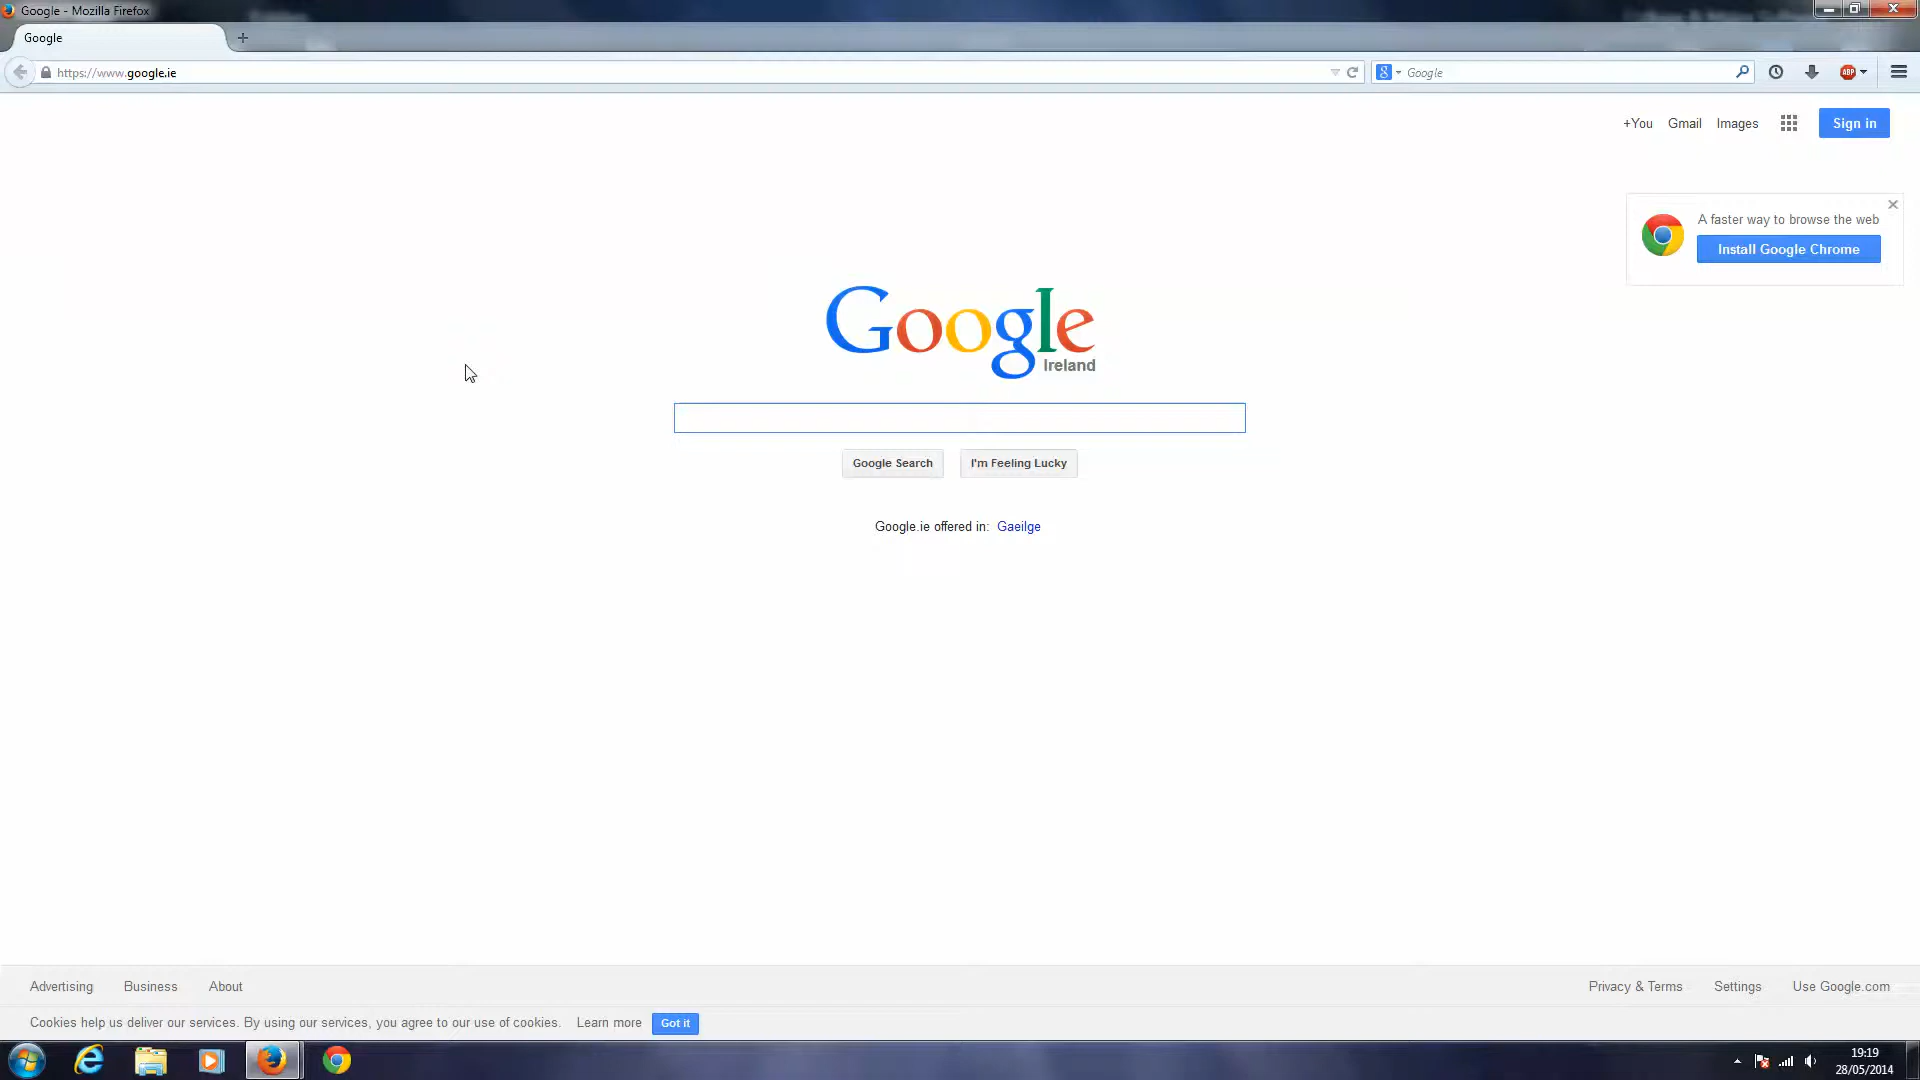 Google - Mozilla Firefox
Google
https://www.google.ie
Google
ABP
+You Gmail Images Sign in
A faster way to browse the web
Install Google Chrome
Google
Ireland
Google Search I'm Feeling Lucky
Google.ie offered in: Gaeilge
Advertising Business About Privacy & Terms Settings Use Google.com
Cookies help us deliver our services. By using our services, you agree to our use of cookies. Learn more Got it
19:19
28/05/2014